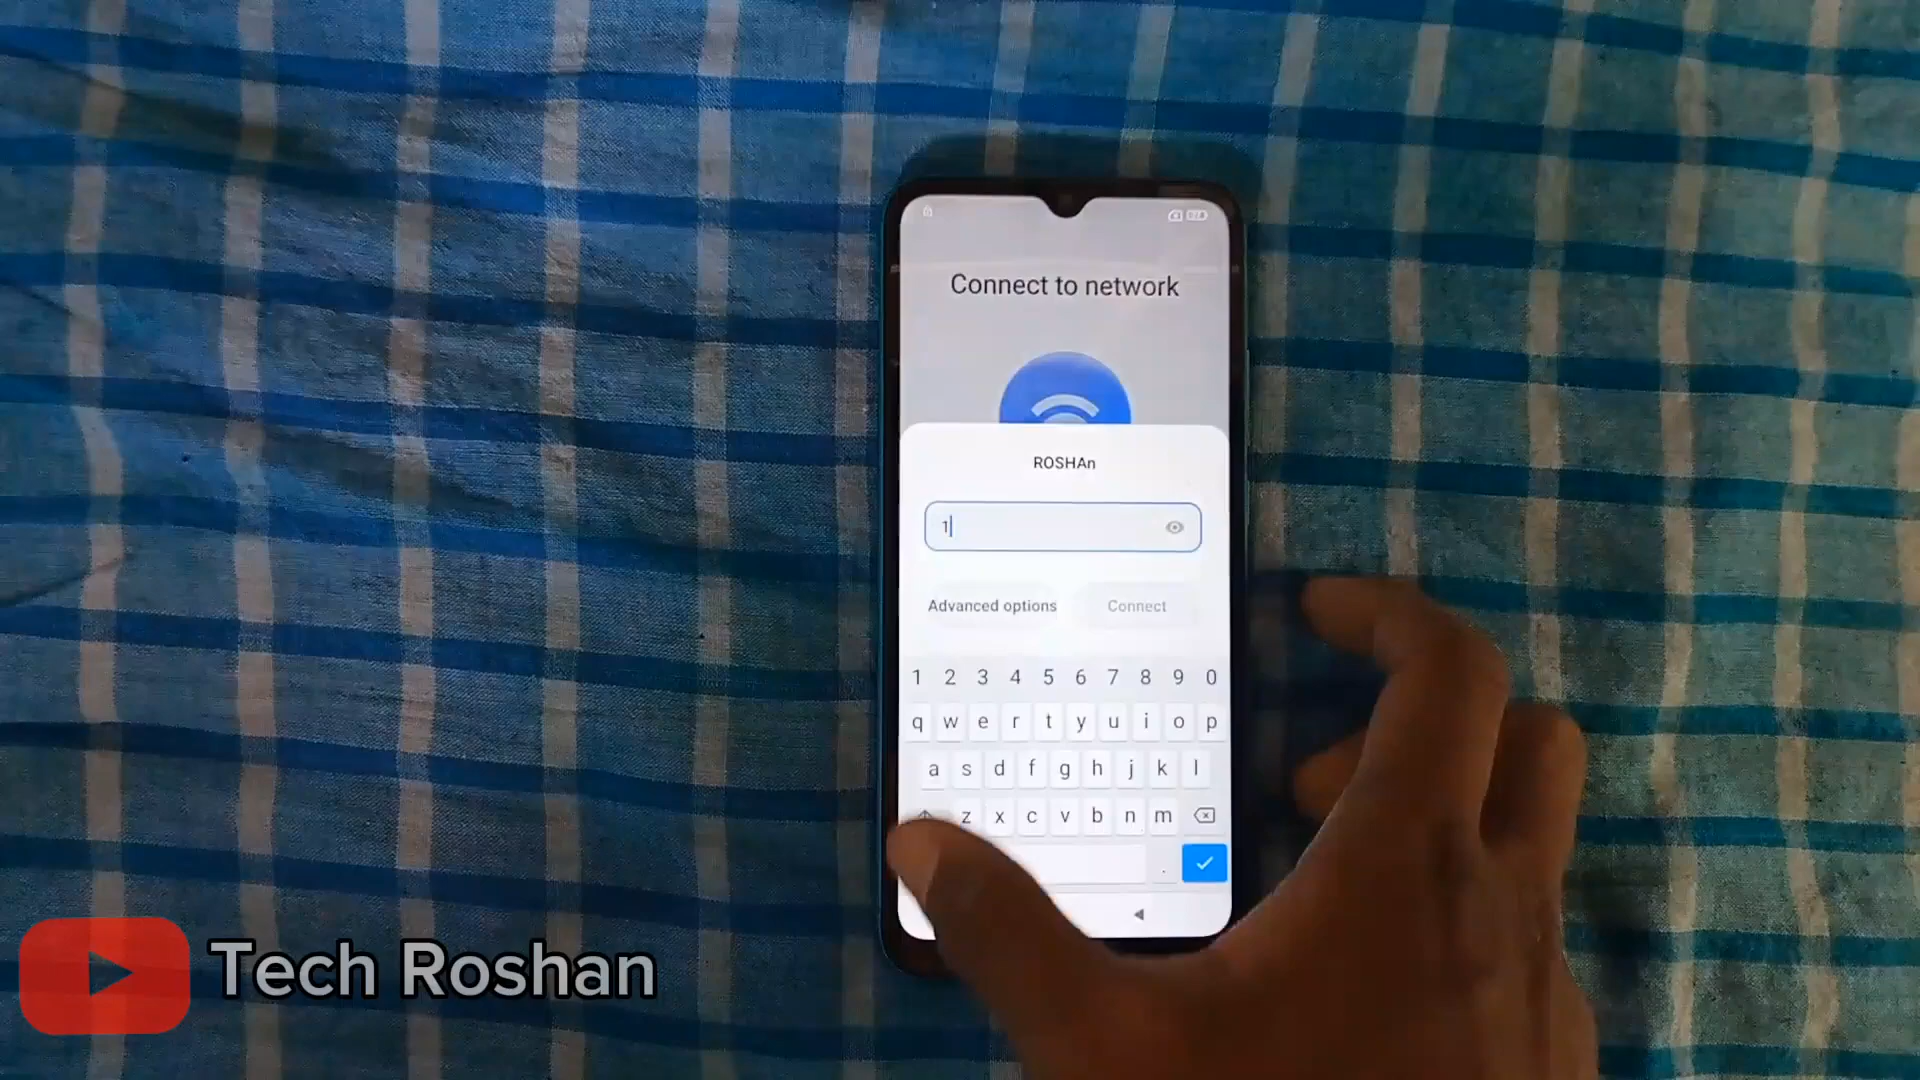 Connect to network
ROSHAn
1
Advanced options Connect
1 2 3 4 5 6 7 8 9 0
q w e r t y u i o p
a s d f g h j k l
z x c v b n m
.
Tech Roshan